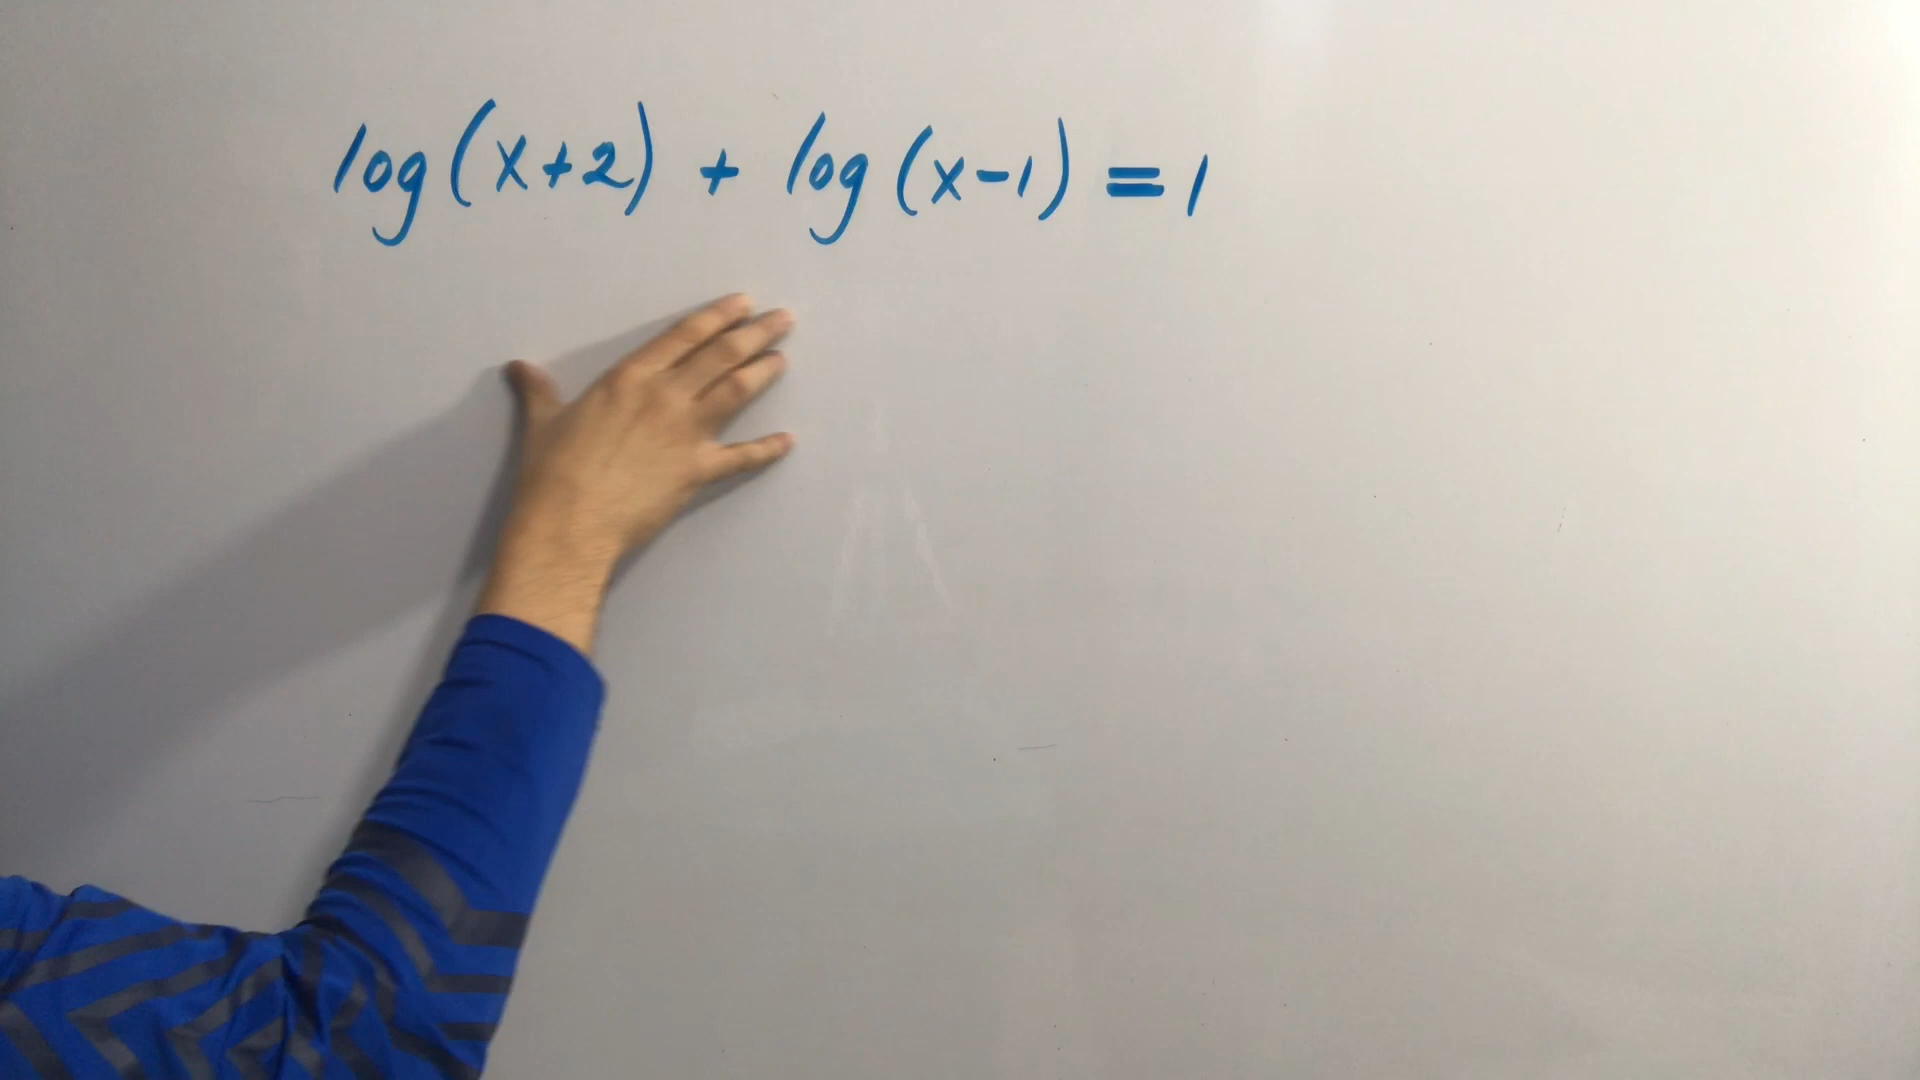 log(x+2) + log(x-1) = 1